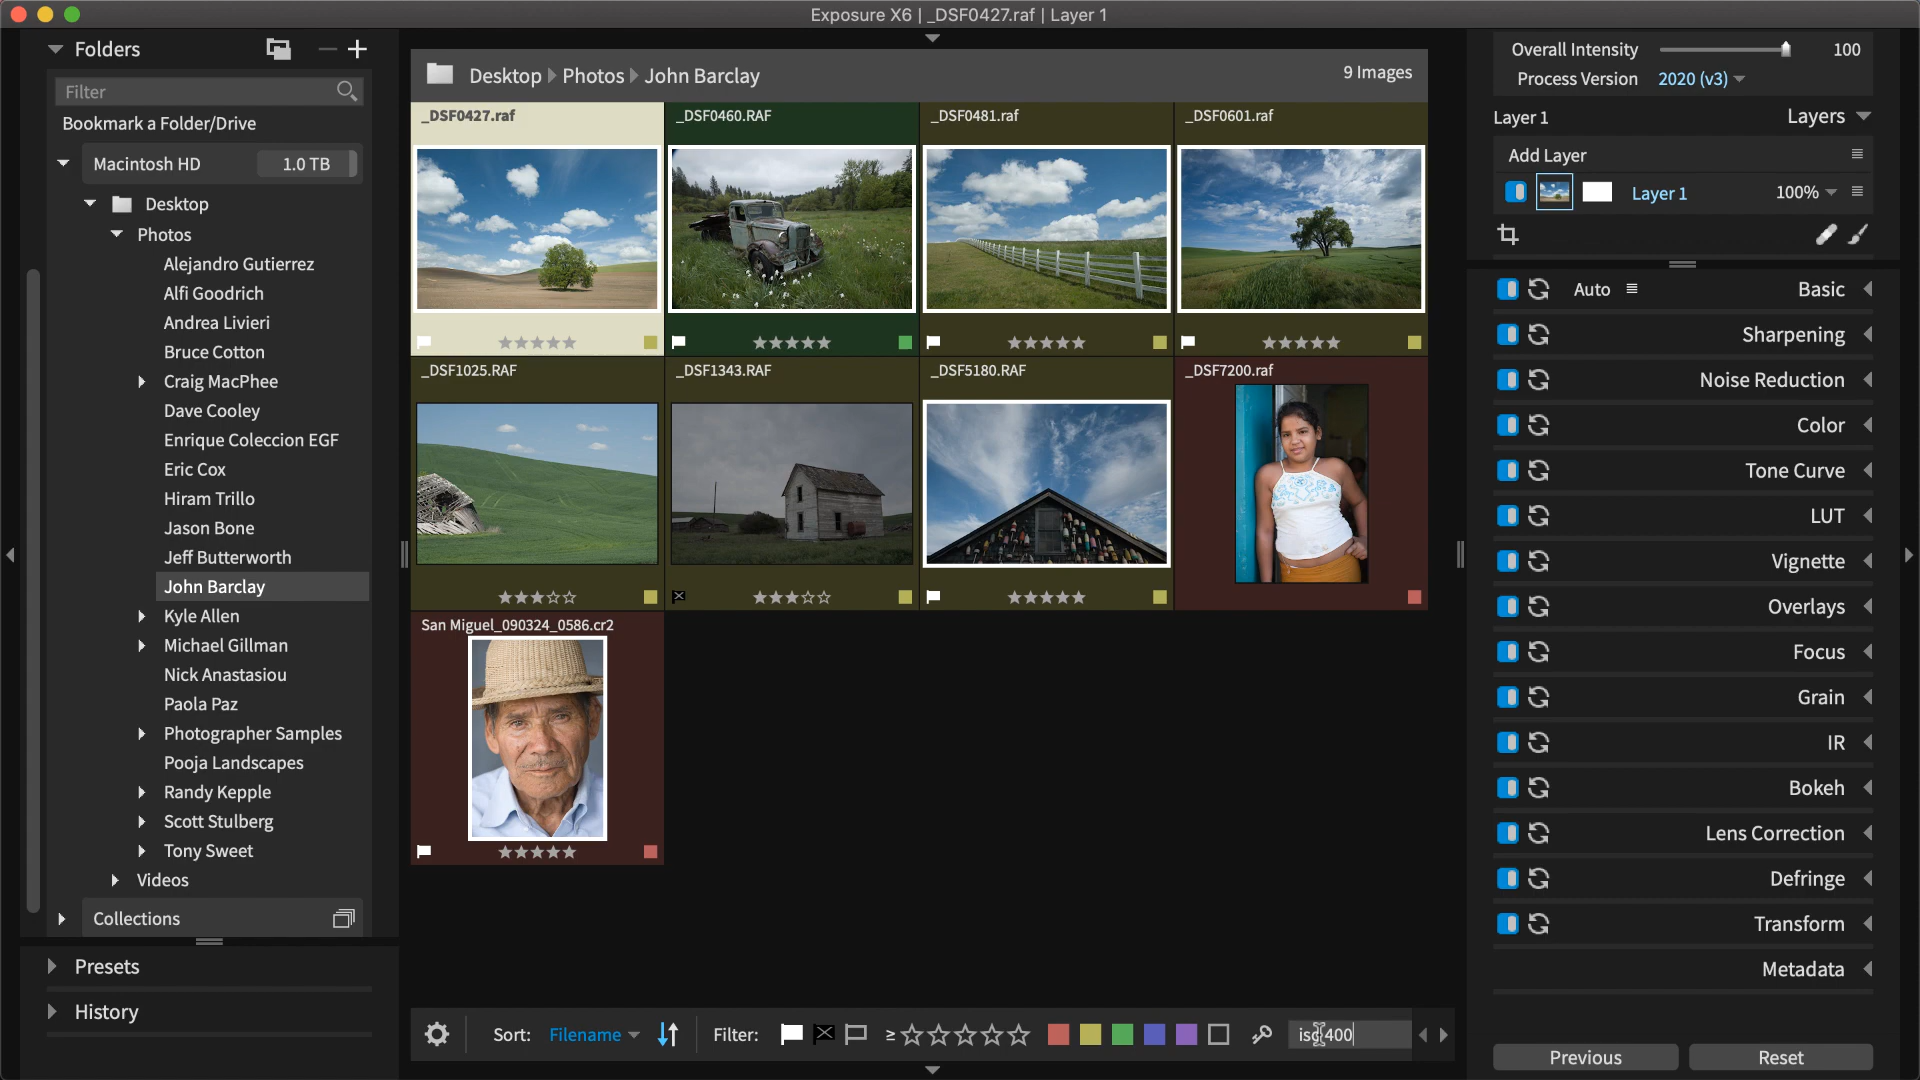 Exposure X6 | _DSF0427.raf | Layer 1
Folders
Filter
Bookmark a Folder/Drive
Macintosh HD 1.0 TB
Desktop
Photos
Alejandro Gutierrez
Alfi Goodrich
Andrea Livieri
Bruce Cotton
Craig MacPhee
Dave Cooley
Enrique Coleccion EGF
Eric Cox
Hiram Trillo
Jason Bone
Jeff Butterworth
John Barclay
Kyle Allen
Michael Gillman
Nick Anastasiou
Paola Paz
Photographer Samples
Pooja Landscapes
Randy Kepple
Scott Stulberg
Tony Sweet
Videos
Collections
Presets
History
Desktop Photos John Barclay 9 Images
_DSF0427.raf _DSF0460.RAF _DSF0481.raf _DSF0601.raf
_DSF1025.RAF _DSF1343.RAF _DSF5180.RAF _DSF7200.raf
San Miguel_090324_0586.cr2
Sort: Filename Filter: ≥ iso400
Overall Intensity 100
Process Version 2020 (v3)
Layer 1 Layers
Add Layer
Layer 1 100%
Auto Basic
Sharpening
Noise Reduction
Color
Tone Curve
LUT
Vignette
Overlays
Focus
Grain
IR
Bokeh
Lens Correction
Defringe
Transform
Metadata
Previous Reset